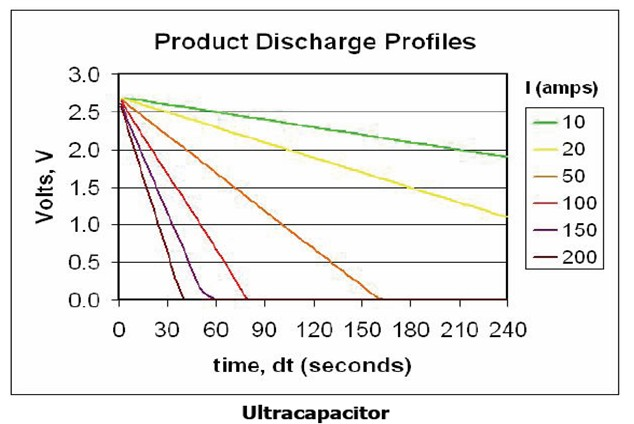 Product Discharge Profiles
3.0
2.5
2.0
1.5
1.0
0.5
0.0
Volts, V
0 30 60 90 120 150 180 210 240
time, dt (seconds)
I (amps)
10
20
50
100
150
200
Ultracapacitor